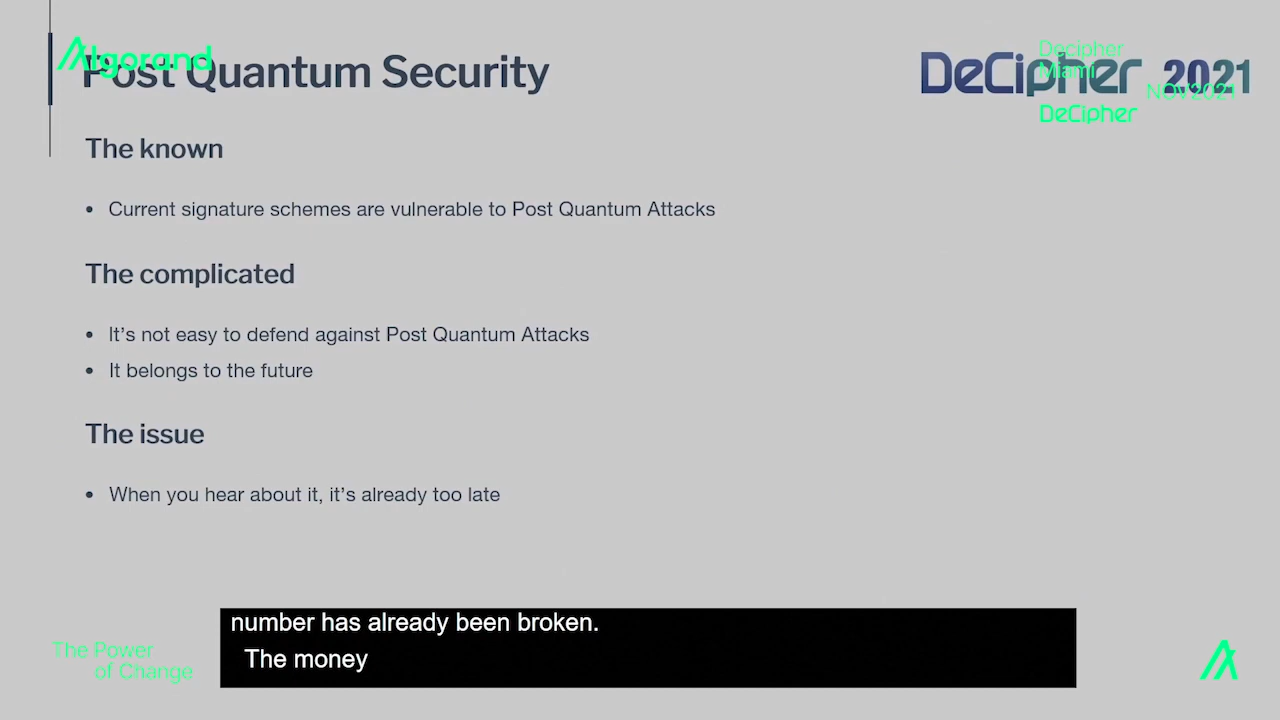 Algorand
Post Quantum Security
DeCipher 2021
Decipher
Miami
NOV2021
DeCipher
The known
• Current signature schemes are vulnerable to Post Quantum Attacks
The complicated
• It's not easy to defend against Post Quantum Attacks
• It belongs to the future
The issue
• When you hear about it, it's already too late
number has already been broken.
The money
The Power
of Change